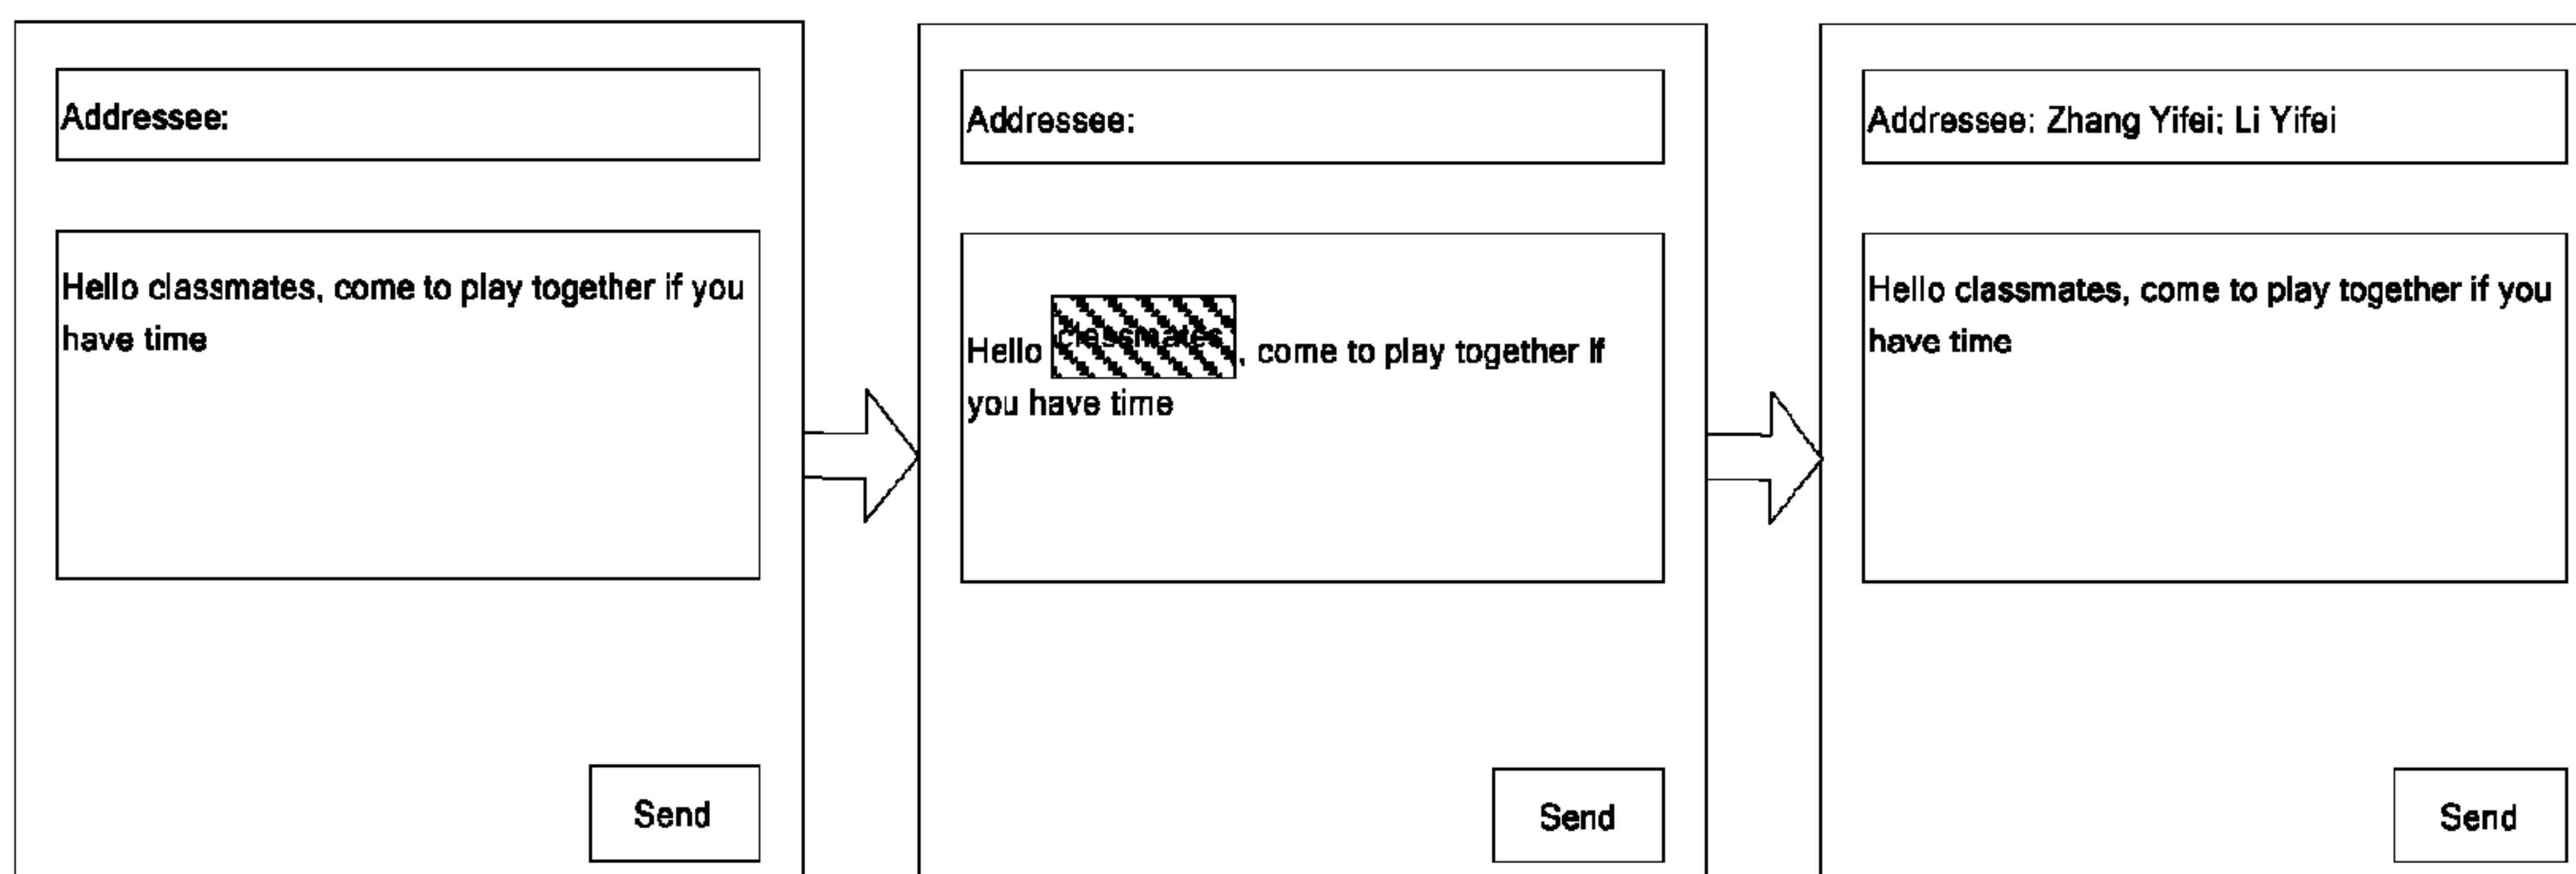 Addressee:
Hello classmates, come to play together if you
have time
Send
Addressee:
Hello classmates, come to play together if
you have time
Send
Addressee: Zhang Yifei; Li Yifei
Hello classmates, come to play together if you
have time
Send